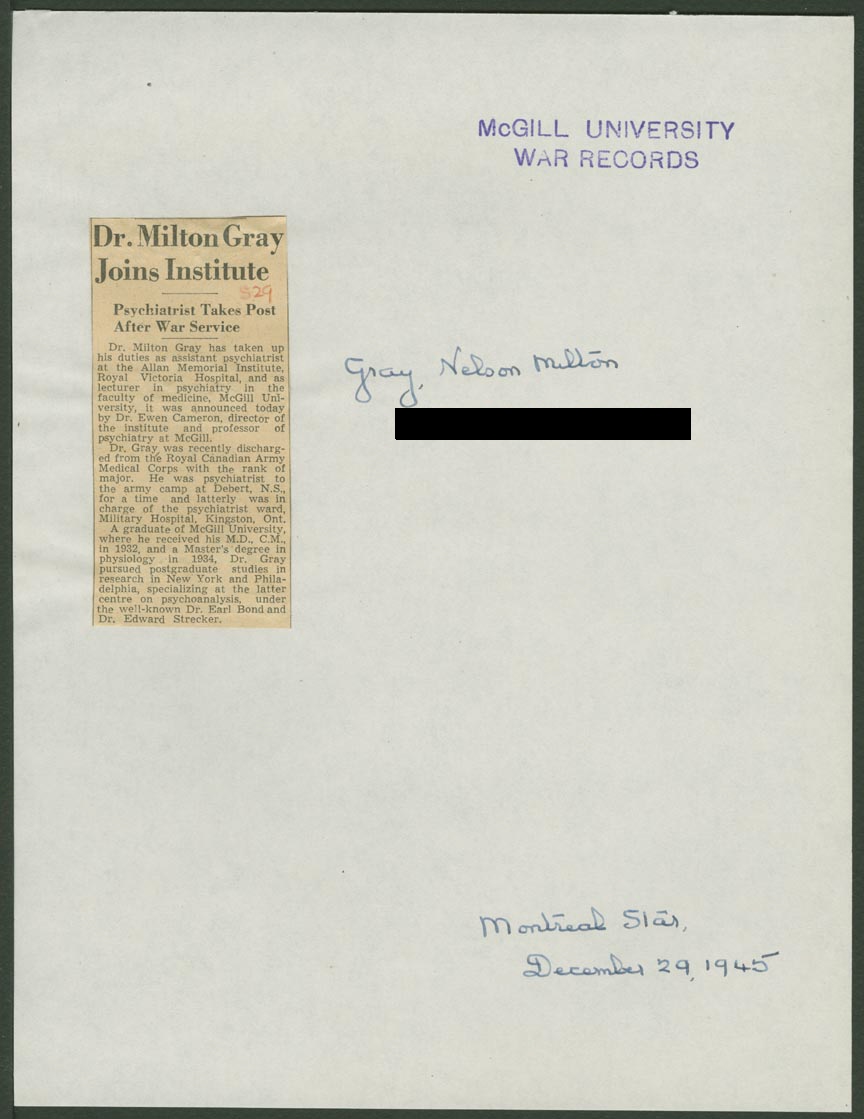 McGILL UNIVERSITY
WAR RECORDS
Dr. Milton Gray
Joins Institute
S29
Psychiatrist Takes Post
After War Service
Dr. Milton Gray has taken up
his duties as assistant psychiatrist
at the Allan Memorial Institute,
Royal Victoria Hospital, and as
lecturer in psychiatry in the
faculty of medicine, McGill Uni-
versity, it was announced today
by Dr. Ewen Cameron, director of
the institute and professor of
psychiatry at McGill.
Dr. Gray was recently discharg-
ed from the Royal Canadian Army
Medical Corps with the rank of
major. He was psychiatrist to
the army camp at Debert, N.S.,
for a time and latterly was in
charge of the psychiatrist ward,
Military Hospital, Kingston, Ont.
A graduate of McGill University,
where he received his M.D., C.M.,
in 1932, and a Master's degree in
physiology in 1934, Dr. Gray
pursued postgraduate studies in
research in New York and Phila-
delphia, specializing at the latter
centre on psychoanalysis, under
the well-known Dr. Earl Bond and
Dr. Edward Strecker.
Gray, Nelson Milton
Montreal Star,
December 29, 1945